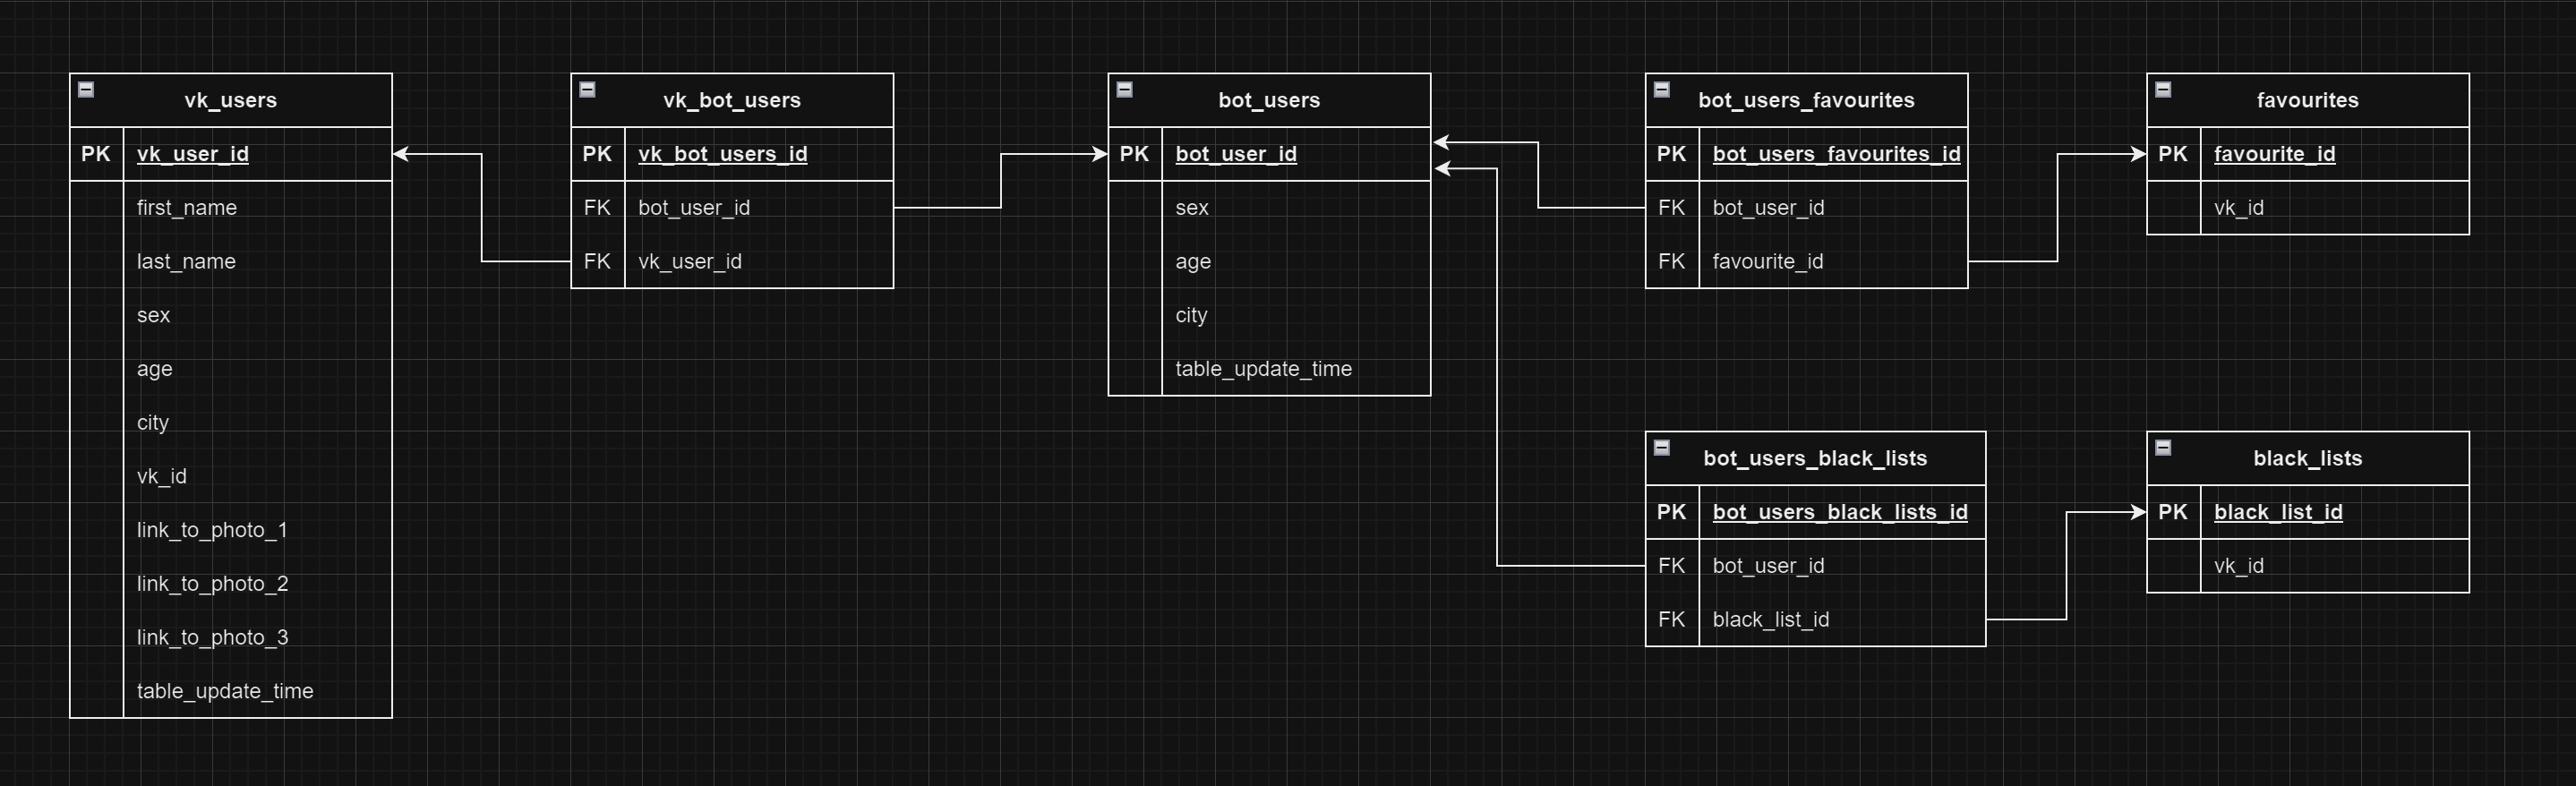 vk_users
PK vk_user_id
first_name
last_name
sex
age
city
vk_id
link_to_photo_1
link_to_photo_2
link_to_photo_3
table_update_time
vk_bot_users
PK vk_bot_users_id
FK bot_user_id
FK vk_user_id
bot_users
PK bot_user_id
sex
age
city
table_update_time
bot_users_favourites
PK bot_users_favourites_id
FK bot_user_id
FK favourite_id
favourites
PK favourite_id
vk_id
bot_users_black_lists
PK bot_users_black_lists_id
FK bot_user_id
FK black_list_id
black_lists
PK black_list_id
vk_id